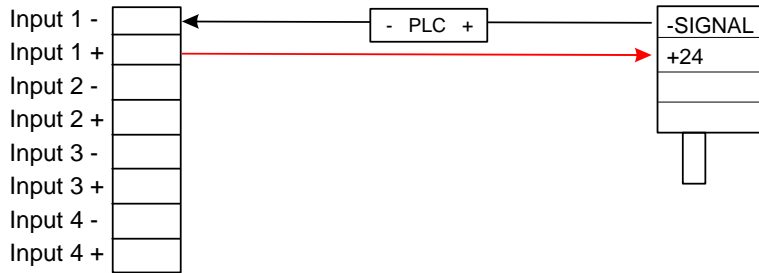 Input 1 -
Input 1 +
Input 2 -
Input 2 +
Input 3 -
Input 3 +
Input 4 -
Input 4 +
- PLC +
-SIGNAL
+24